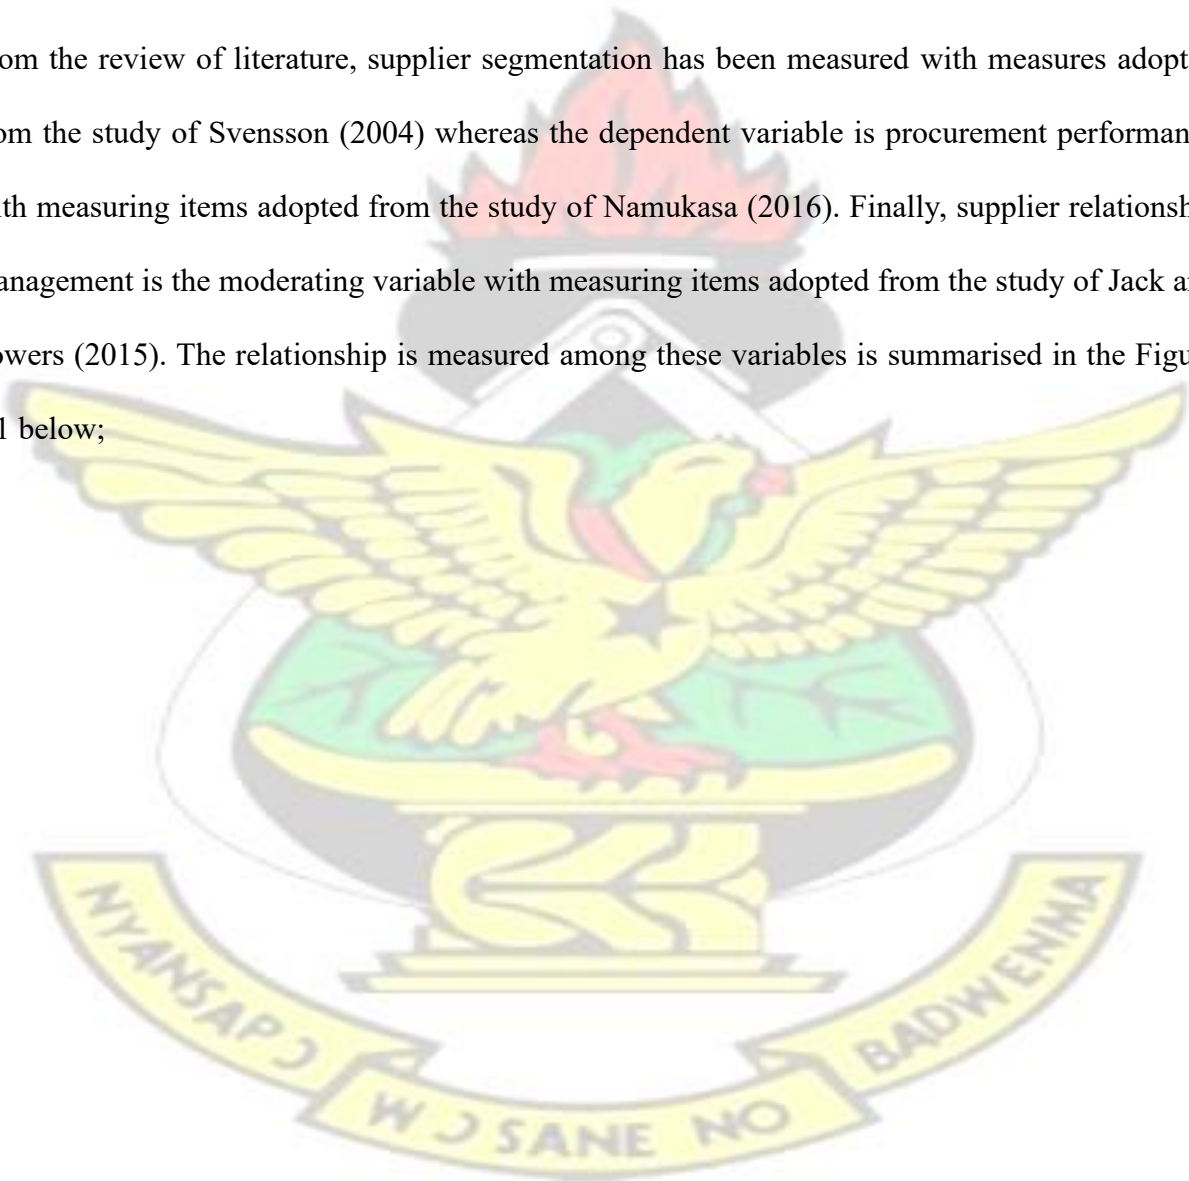 om the review of literature, supplier segmentation has been measured with measures adopt
om the study of Svensson (2004) whereas the dependent variable is procurement performan
ith measuring items adopted from the study of Namukasa (2016). Finally, supplier relationsh
anagement is the moderating variable with measuring items adopted from the study of Jack a
owers (2015). The relationship is measured among these variables is summarised in the Figu
1 below;
NYANSAPƆ
WƆSANE NO
BADWENMA